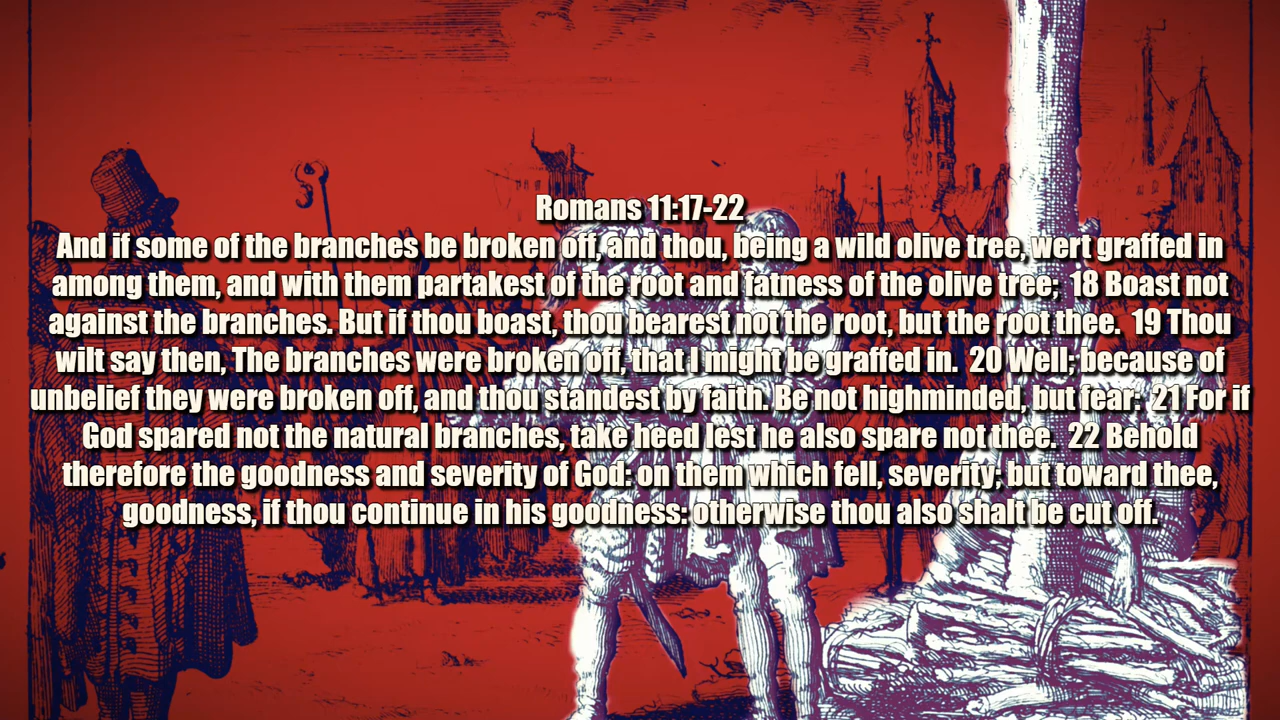 Romans 11:17-22
And if some of the branches be broken off, and thou, being a wild olive tree, wert graffed in
among them, and with them partakest of the root and fatness of the olive tree;  18 Boast not
against the branches. But if thou boast, thou bearest not the root, but the root thee.  19 Thou
wilt say then, The branches were broken off, that I might be graffed in.  20 Well; because of
unbelief they were broken off, and thou standest by faith. Be not highminded, but fear:  21 For if
God spared not the natural branches, take heed lest he also spare not thee.  22 Behold
therefore the goodness and severity of God: on them which fell, severity; but toward thee,
goodness, if thou continue in his goodness: otherwise thou also shalt be cut off.